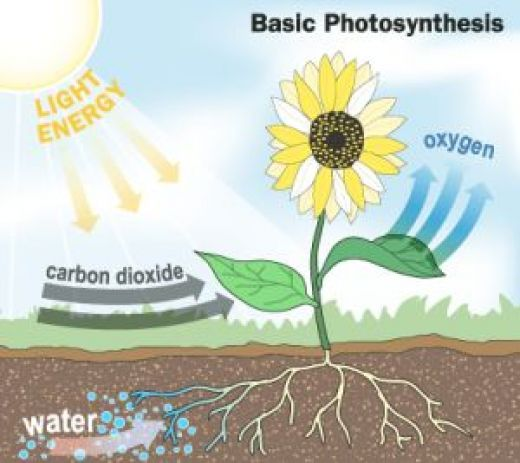 Basic Photosynthesis
LIGHT
ENERGY
oxygen
carbon dioxide
water